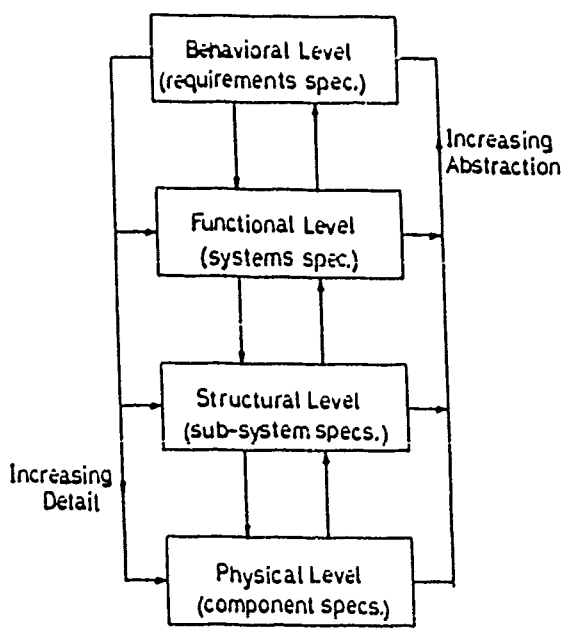 Behavioral Level
(requirements spec.)
Increasing
Abstraction
Functional Level
(systems spec.)
Structural Level
(sub-system specs.)
Increasing
Detail
Physical Level
(component specs.)